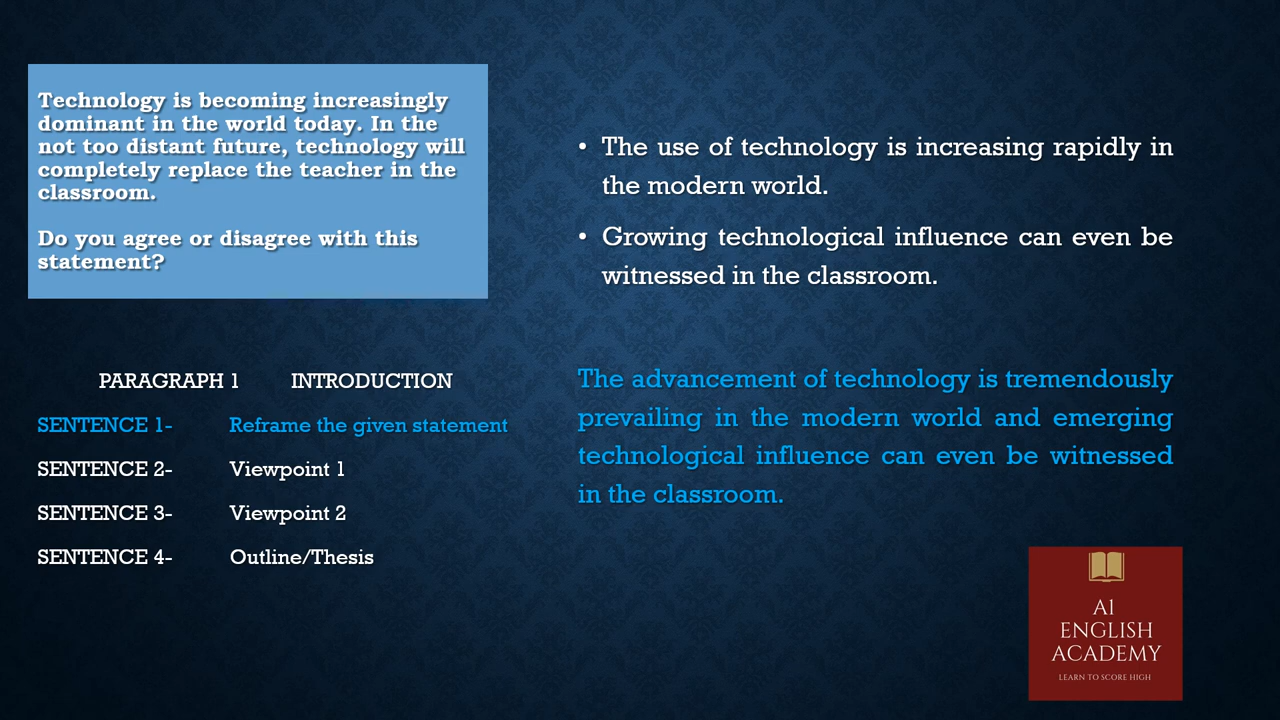 Technology is becoming increasingly
dominant in the world today. In the
not too distant future, technology will
completely replace the teacher in the
classroom.
Do you agree or disagree with this
statement?
PARAGRAPH 1 INTRODUCTION
SENTENCE 1- Reframe the given statement
SENTENCE 2- Viewpoint 1
SENTENCE 3- Viewpoint 2
SENTENCE 4- Outline/Thesis
• The use of technology is increasing rapidly in
the modern world.
• Growing technological influence can even be
witnessed in the classroom.
The advancement of technology is tremendously
prevailing in the modern world and emerging
technological influence can even be witnessed
in the classroom.
A1
ENGLISH
ACADEMY
LEARN TO SCORE HIGH